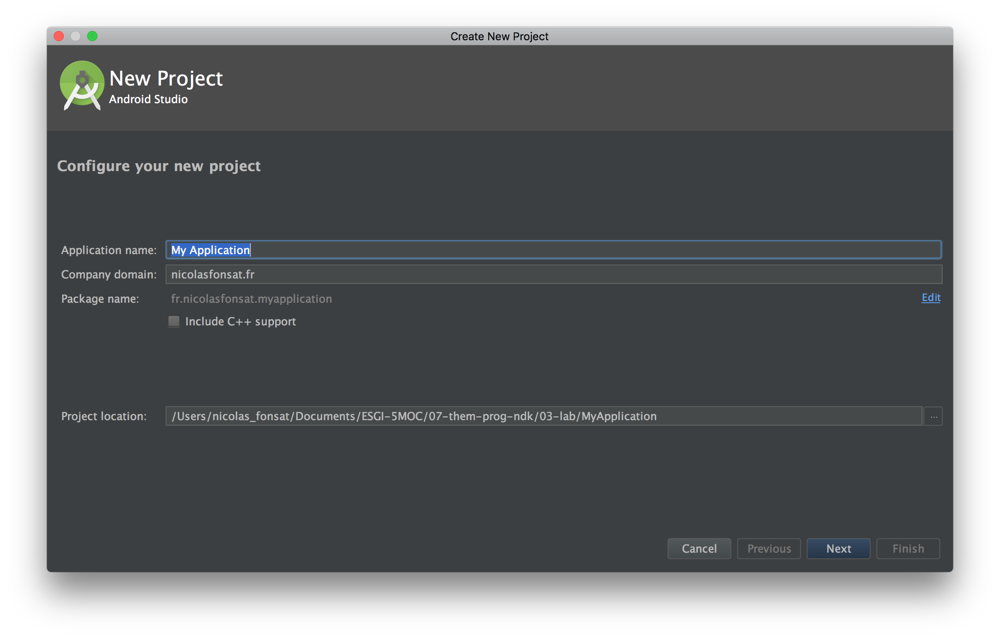 Create New Project
New Project
Android Studio
Configure your new project
Application name: My Application
Company domain: nicolasfonsat.fr
Package name: fr.nicolasfonsat.myapplication Edit
Include C++ support
Project location: /Users/nicolas_fonsat/Documents/ESGI-5MOC/07-them-prog-ndk/03-lab/MyApplication ...
Cancel Previous Next Finish